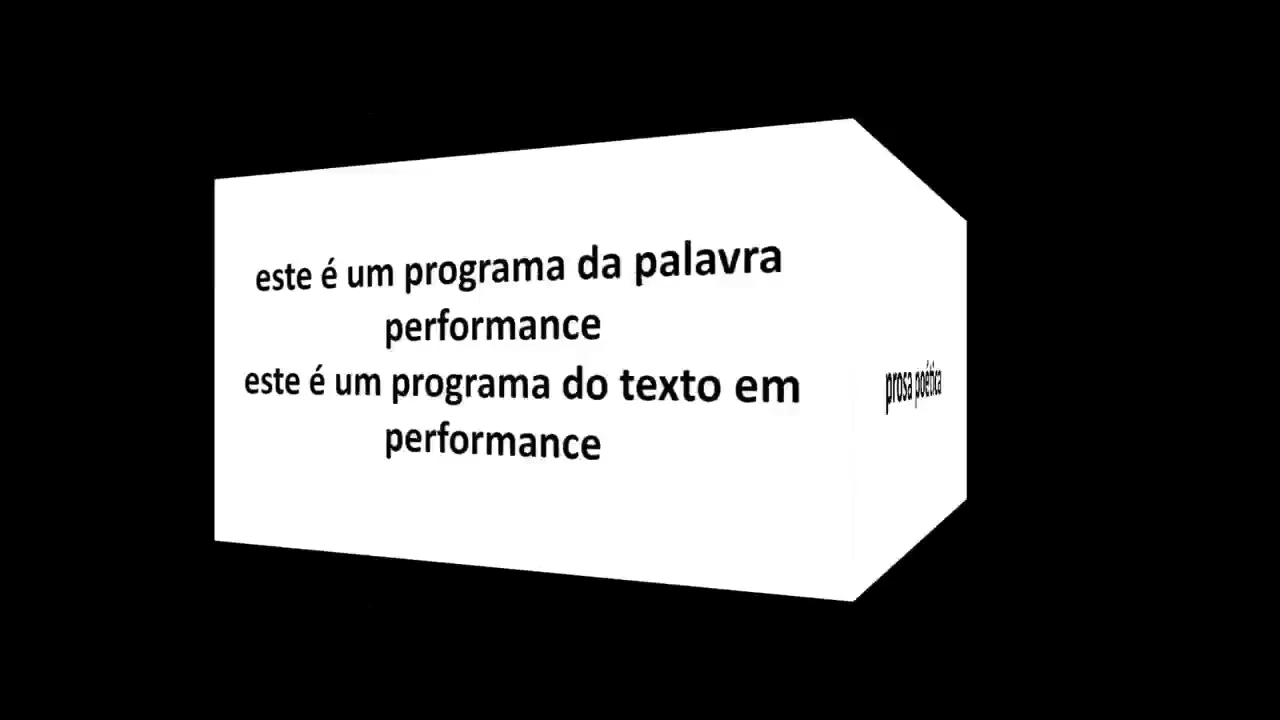 este é um programa da palavra
performance
este é um programa do texto em
performance
prosa poética